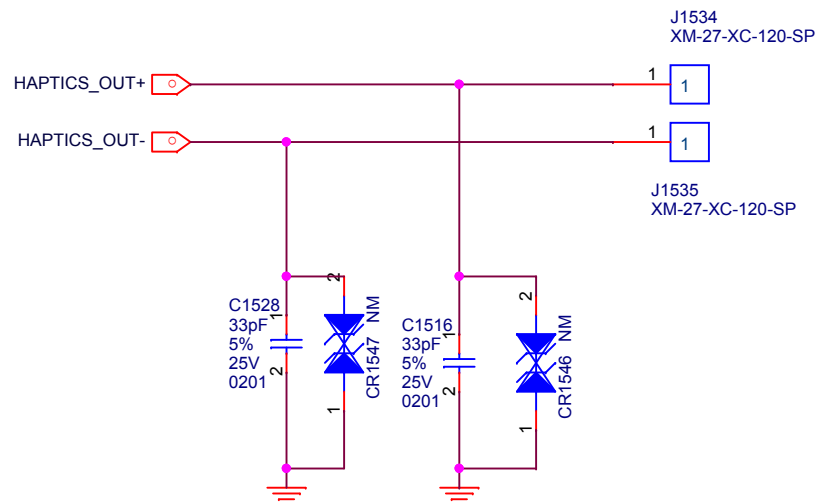 J1534
XM-27-XC-120-SP
HAPTICS_OUT+
1
1
HAPTICS_OUT-
1
1
J1535
XM-27-XC-120-SP
C1528
33pF
5%
25V
0201
1
2
2
NM
CR1547
1
C1516
33pF
5%
25V
0201
1
2
2
NM
CR1546
1